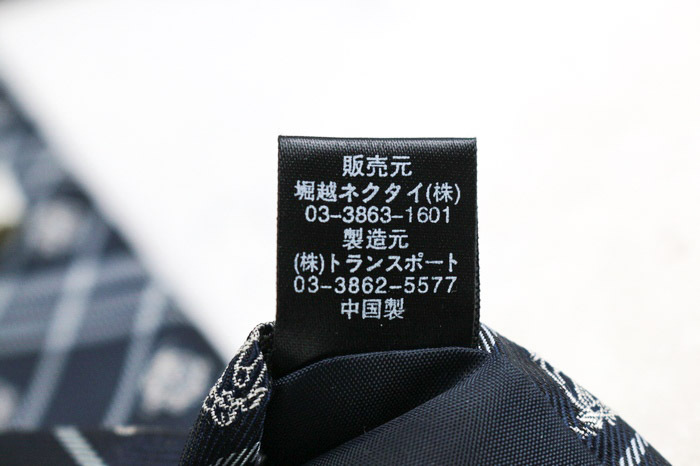 販売元
堀越ネクタイ(株)
03-3863-1601
製造元
(株)トランスポート
03-3862-5577
中国製